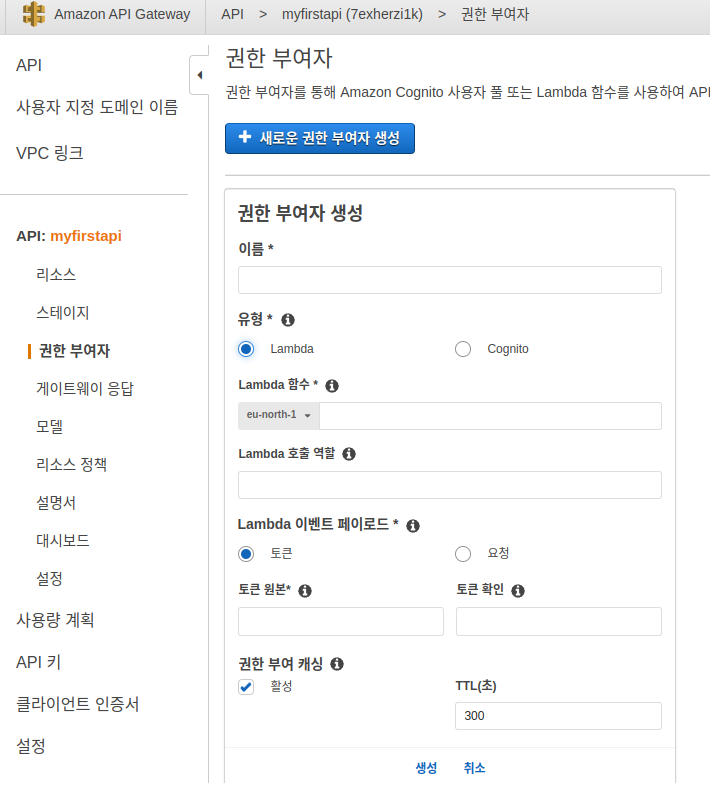 Amazon API Gateway API > myfirstapi (7exherzi1k) > 권한 부여자
API
사용자 지정 도메인 이름
VPC 링크
API: myfirstapi
리소스
스테이지
권한 부여자
게이트웨이 응답
모델
리소스 정책
설명서
대시보드
설정
사용량 계획
API 키
클라이언트 인증서
설정
권한 부여자
권한 부여자를 통해 Amazon Cognito 사용자 풀 또는 Lambda 함수를 사용하여 API
새로운 권한 부여자 생성
권한 부여자 생성
이름 *
유형 *
Lambda Cognito
Lambda 함수 *
eu-north-1
Lambda 호출 역할
Lambda 이벤트 페이로드 *
토큰 요청
토큰 원본* 토큰 확인
권한 부여 캐싱
활성 TTL(초)
300
생성 취소